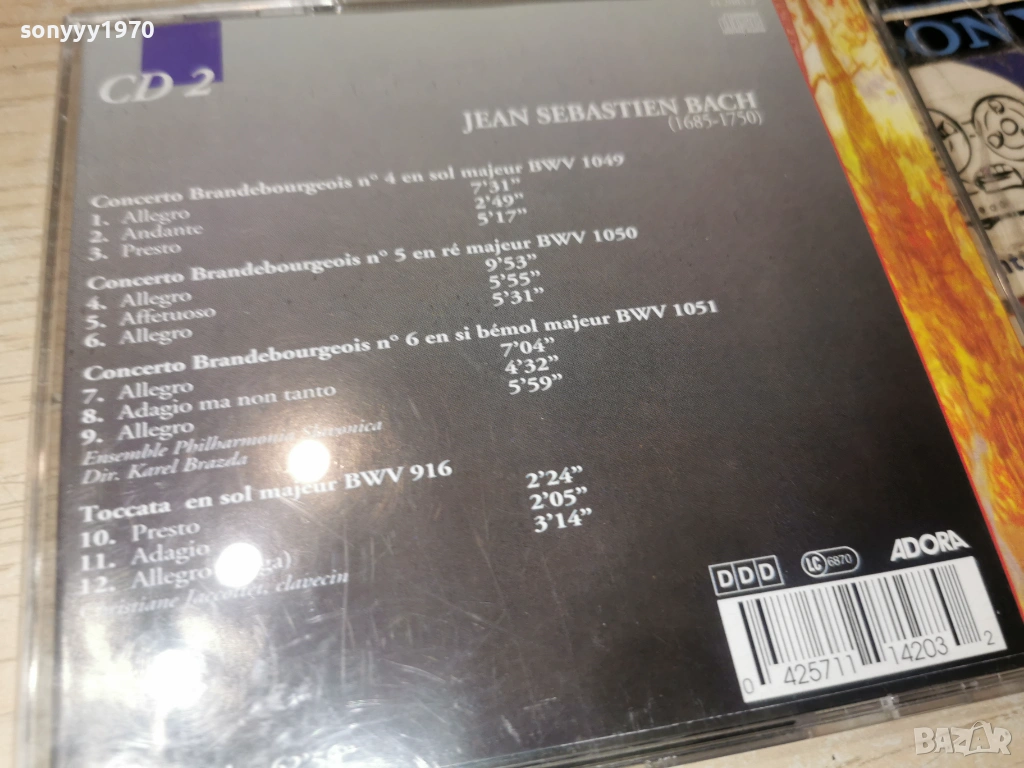 sonyyy1970
CD 2
JEAN SEBASTIEN BACH
(1685-1750)
Concerto Brandebourgeois n° 4 en sol majeur BWV 1049
1. Allegro 7'31”
2. Andante 2'49”
3. Presto 5'17”
Concerto Brandebourgeois n° 5 en ré majeur BWV 1050
4. Allegro 9'53”
5. Affetuoso 5'55”
6. Allegro 5'31”
Concerto Brandebourgeois n° 6 en si bémol majeur BWV 1051
7. Allegro 7'04”
8. Adagio ma non tanto 4'32”
9. Allegro 5'59”
Ensemble Philharmonia
Dir. Karel Brazda
Toccata en sol majeur BWV 916
10. Presto 2'24”
11. Adagio 2'05”
12. Allegro 3'14”
Christiane clavecin
DDD LC 6870 ADORA
0 425711 14203 2
BAZAR